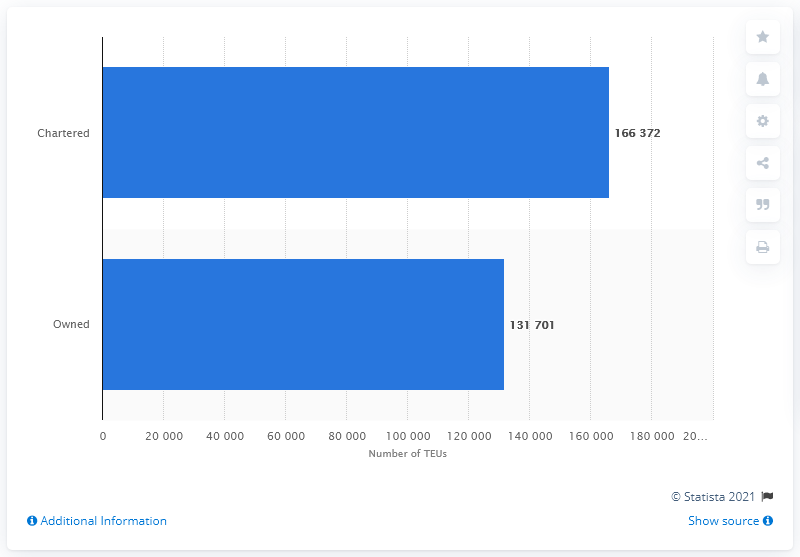 Chartered
166 372
Owned
131 701
0 20 000 40 000 60 000 80 000 100 000 120 000 140 000 160 000 180 000 20…
Number of TEUs
© Statista 2021
Additional Information
Show source